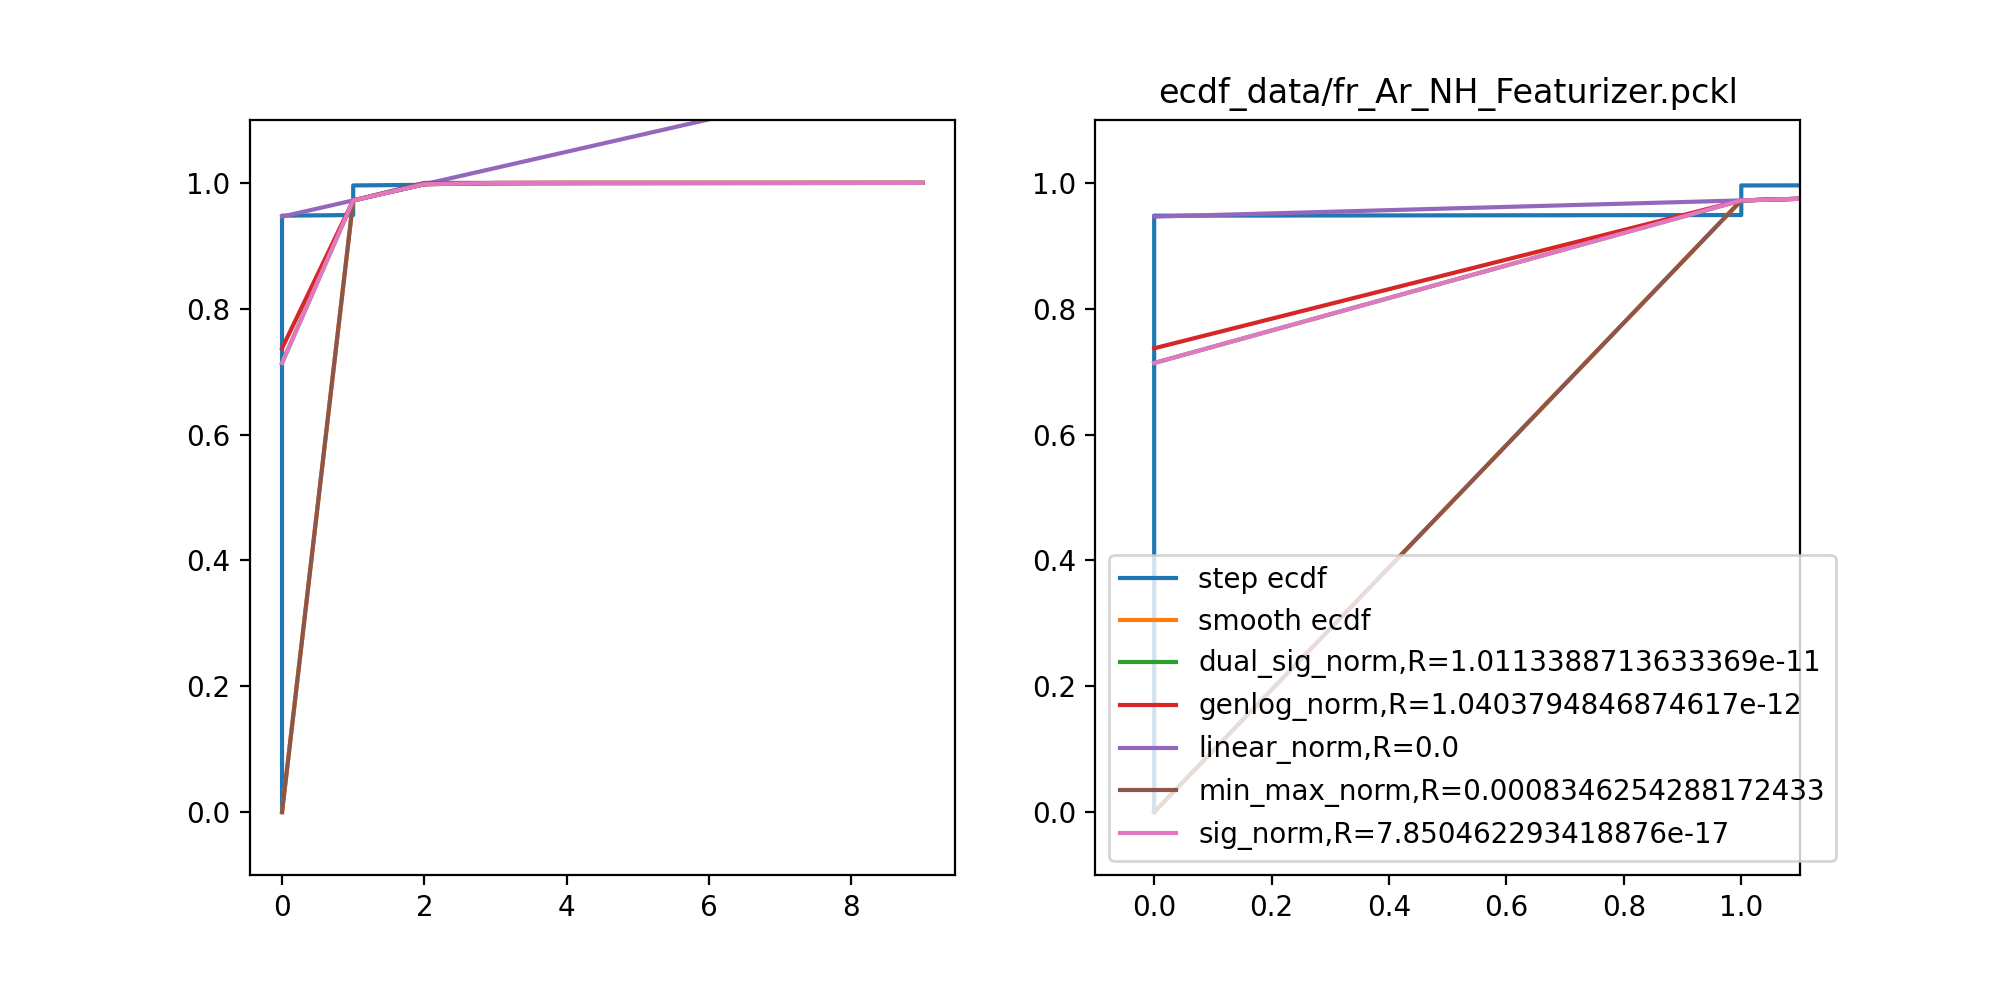 ecdf_data/fr_Ar_NH_Featurizer.pckl
1.0
0.8
0.6
0.4
0.2
0.0
0 2 4 6 8
1.0
0.8
0.6
0.4
0.2
0.0
0.0 0.2 0.4 0.6 0.8 1.0
step ecdf
smooth ecdf
dual_sig_norm,R=1.0113388713633369e-11
genlog_norm,R=1.0403794846874617e-12
linear_norm,R=0.0
min_max_norm,R=0.0008346254288172433
sig_norm,R=7.850462293418876e-17